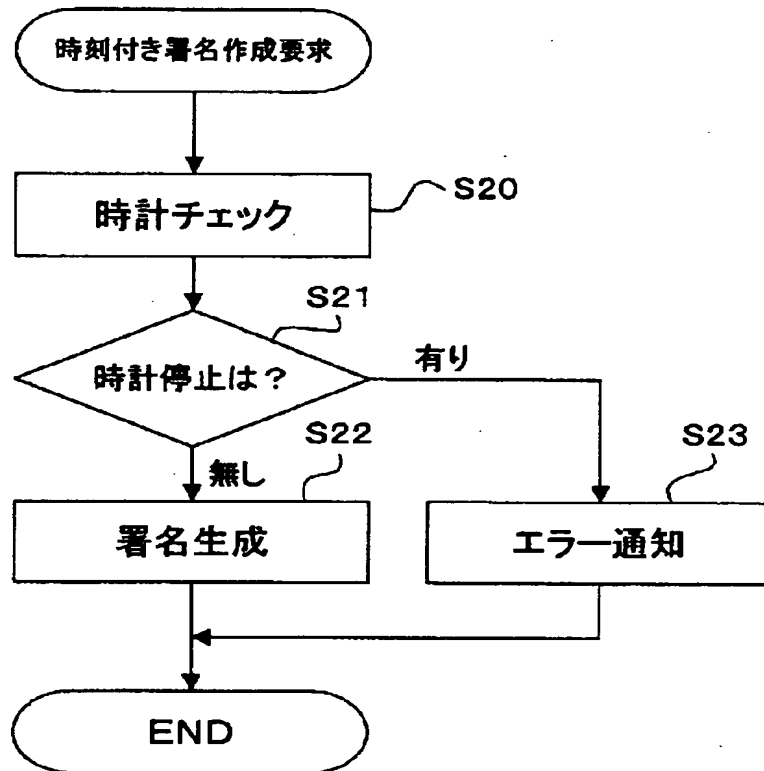 時刻付き署名作成要求
時計チェック
S20
S21
時計停止は?
有り
無し
S22
署名生成
S23
エラー通知
END